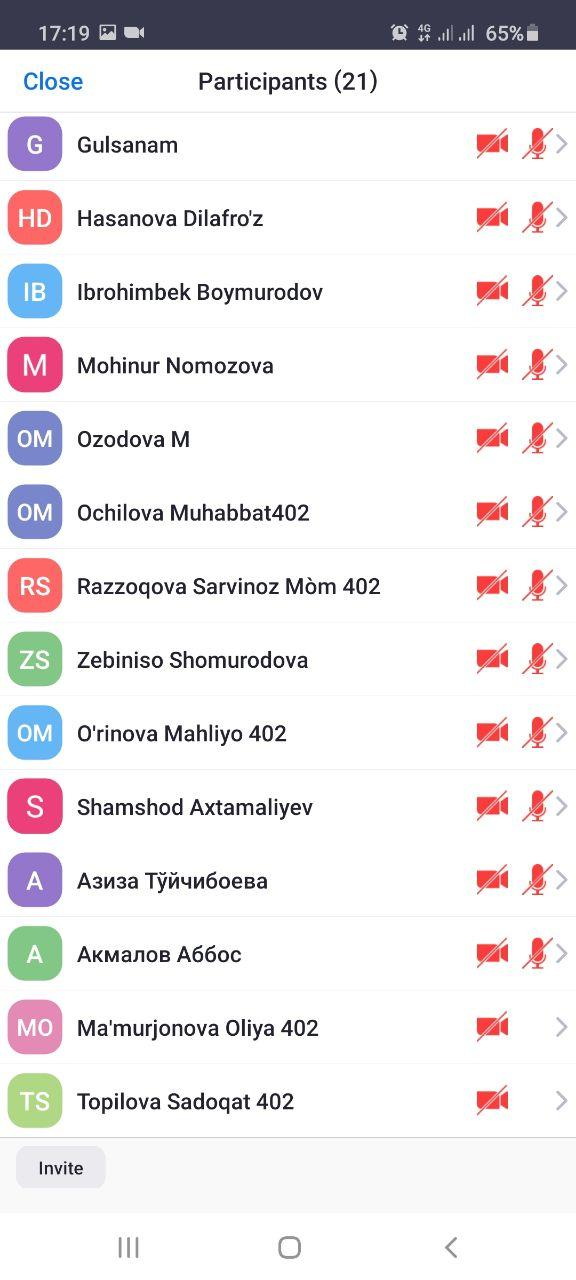 17:19 4G 65%
Close Participants (21)
G Gulsanam
HD Hasanova Dilafro'z
IB Ibrohimbek Boymurodov
M Mohinur Nomozova
OM Ozodova M
OM Ochilova Muhabbat402
RS Razzoqova Sarvinoz Mòm 402
ZS Zebiniso Shomurodova
OM O'rinova Mahliyo 402
S Shamshod Axtamaliyev
А Азиза Тўйчибоева
А Акмалов Аббос
MO Ma'murjonova Oliya 402
TS Topilova Sadoqat 402
Invite